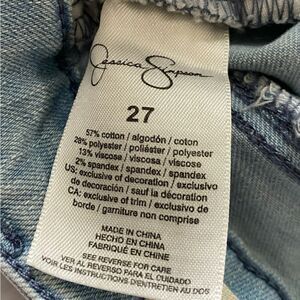 Jessica Simpson
27
57% cotton / algodón / coton
28% polyester / poliéster / polyester
13% viscose / viscosa / viscose
2% spandex / spandex / spandex
US: exclusive of decoration / exclusivo
de decoración / sauf la décoration
CA: exclusive of trim / exclusivo de
borde / garniture non comprise
MADE IN CHINA
HECHO EN CHINA
FABRIQUÉ EN CHINE
SEE REVERSE FOR CARE
VER AL REVERSO PARA EL CUIDADO
VOIR LES INSTRUCTIONS D'ENTRETIEN AU DOS